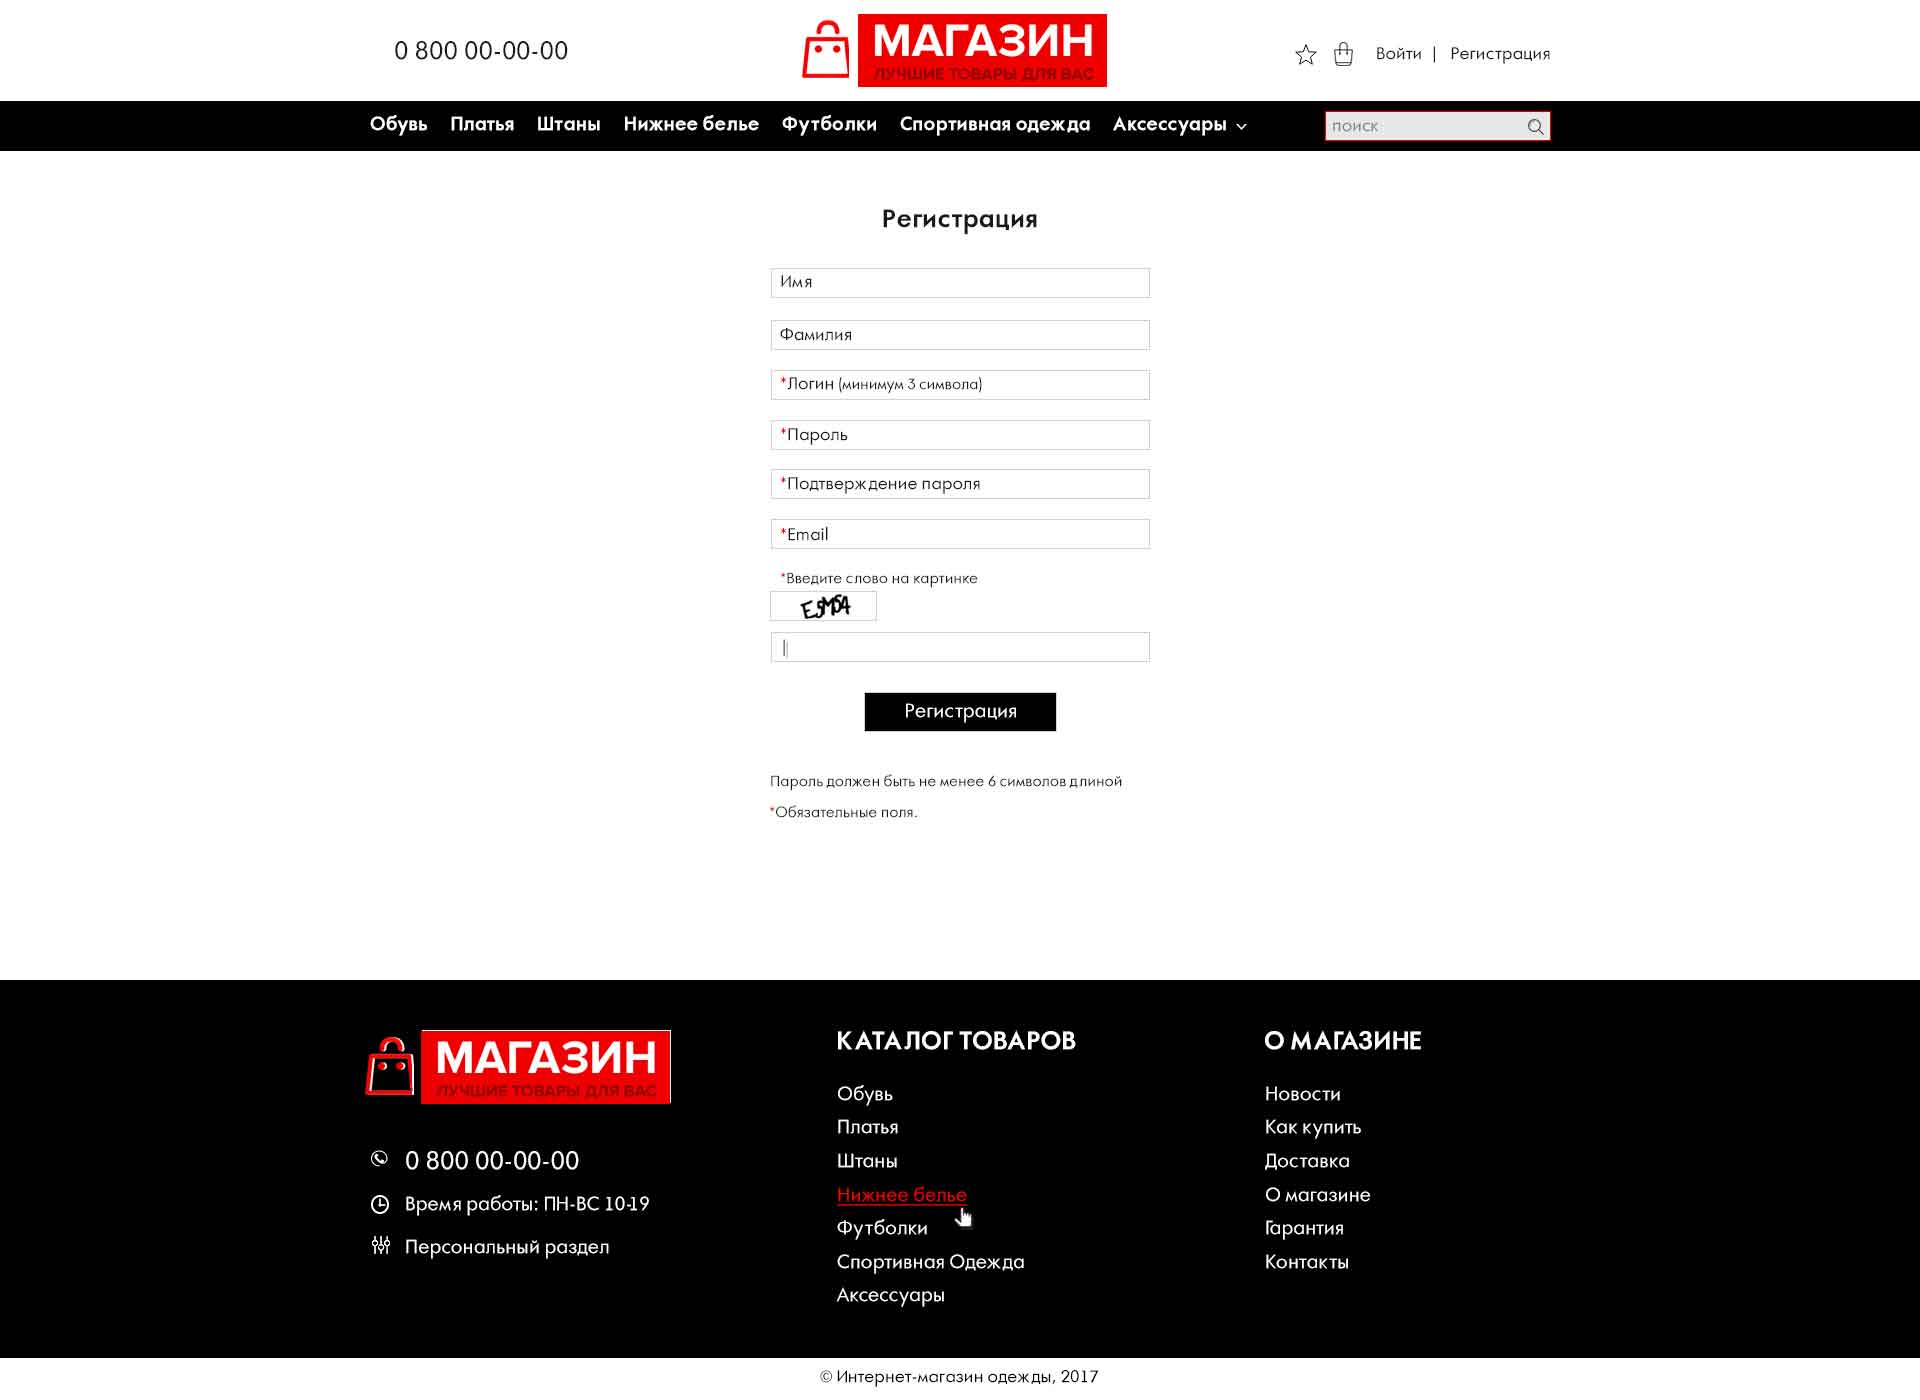 0 800 00-00-00
МАГАЗИН
ЛУЧШИЕ ТОВАРЫ ДЛЯ ВАС
Войти | Регистрация
Обувь Платья Штаны Нижнее белье Футболки Спортивная одежда Аксессуары
поиск
Регистрация
Имя
Фамилия
*Логин (минимум 3 символа)
*Пароль
*Подтверждение пароля
*Email
*Введите слово на картинке
E5M5A
Регистрация
Пароль должен быть не менее 6 символов длиной
*Обязательные поля.
МАГАЗИН
ЛУЧШИЕ ТОВАРЫ ДЛЯ ВАС
0 800 00-00-00
Время работы: ПН-ВС 10-19
Персональный раздел
КАТАЛОГ ТОВАРОВ
Обувь
Платья
Штаны
Нижнее белье
Футболки
Спортивная Одежда
Аксессуары
О МАГАЗИНЕ
Новости
Как купить
Доставка
О магазине
Гарантия
Контакты
© Интернет-магазин одежды, 2017